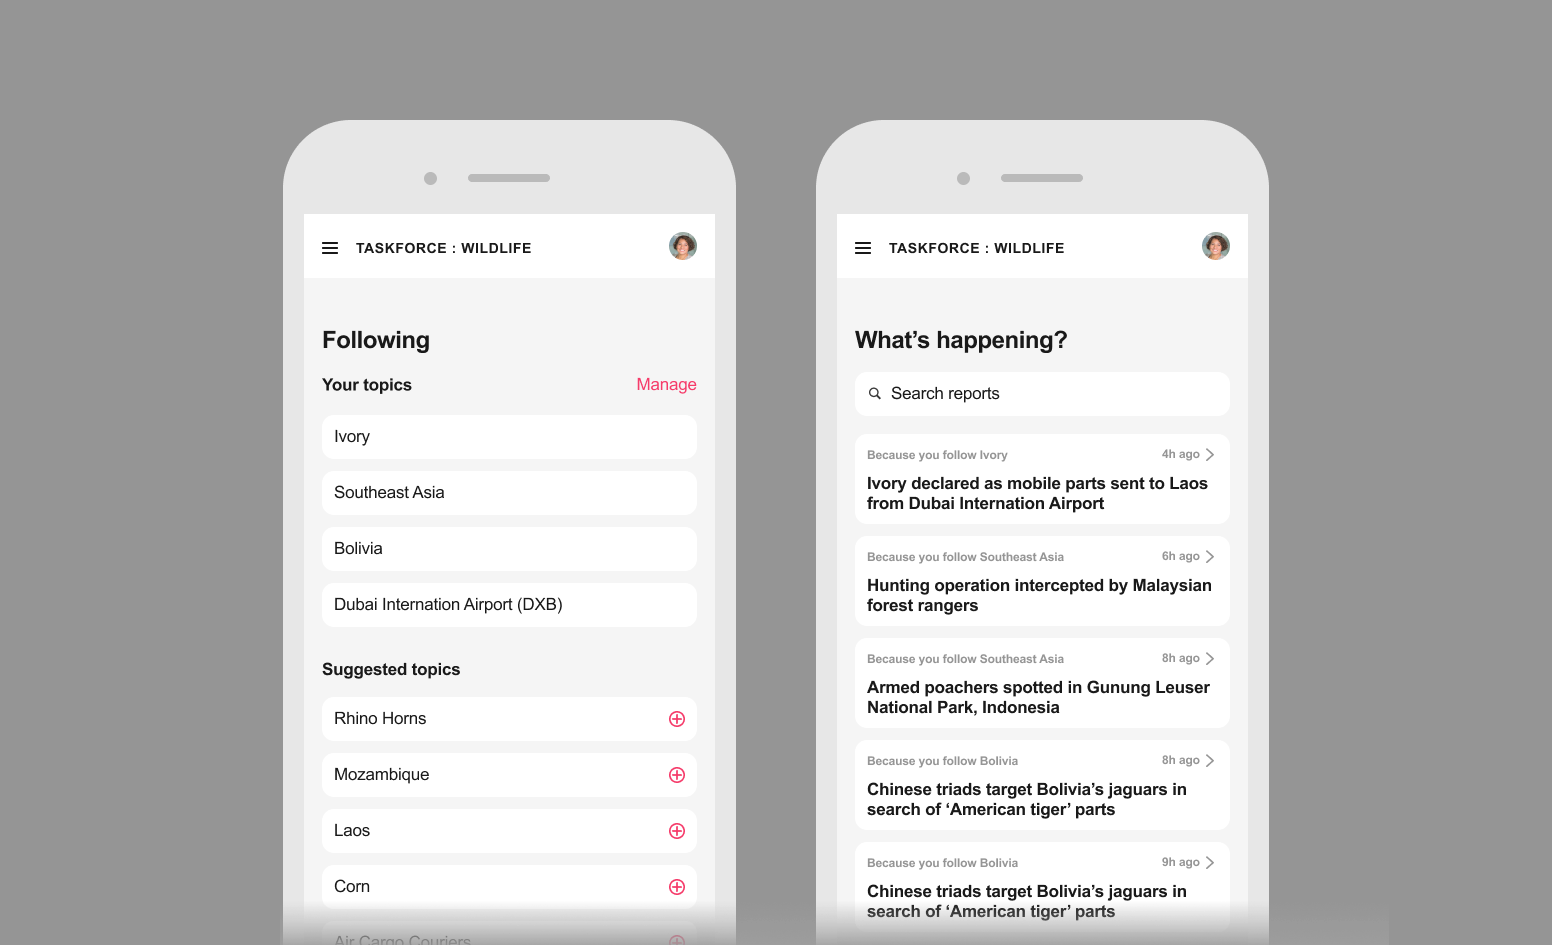 TASKFORCE : WILDLIFE
Following
Your topics
Manage
Ivory
Southeast Asia
Bolivia
Dubai Internation Airport (DXB)
Suggested topics
Rhino Horns
Mozambique
Laos
Corn
Air Cargo Couriers
TASKFORCE : WILDLIFE
What’s happening?
Search reports
Because you follow Ivory
4h ago
Ivory declared as mobile parts sent to Laos
from Dubai Internation Airport
Because you follow Southeast Asia
6h ago
Hunting operation intercepted by Malaysian
forest rangers
Because you follow Southeast Asia
8h ago
Armed poachers spotted in Gunung Leuser
National Park, Indonesia
Because you follow Bolivia
8h ago
Chinese triads target Bolivia’s jaguars in
search of ‘American tiger’ parts
Because you follow Bolivia
9h ago
Chinese triads target Bolivia’s jaguars in
search of ‘American tiger’ parts